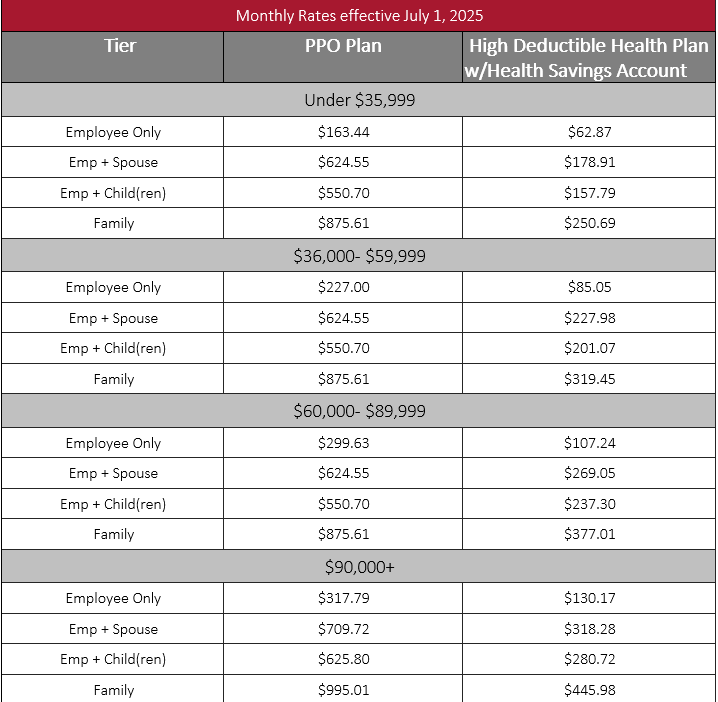 Monthly Rates effective July 1, 2025
Tier PPO Plan High Deductible Health Plan
w/Health Savings Account
Under $35,999
Employee Only $163.44 $62.87
Emp + Spouse $624.55 $178.91
Emp + Child(ren) $550.70 $157.79
Family $875.61 $250.69
$36,000- $59,999
Employee Only $227.00 $85.05
Emp + Spouse $624.55 $227.98
Emp + Child(ren) $550.70 $201.07
Family $875.61 $319.45
$60,000- $89,999
Employee Only $299.63 $107.24
Emp + Spouse $624.55 $269.05
Emp + Child(ren) $550.70 $237.30
Family $875.61 $377.01
$90,000+
Employee Only $317.79 $130.17
Emp + Spouse $709.72 $318.28
Emp + Child(ren) $625.80 $280.72
Family $995.01 $445.98